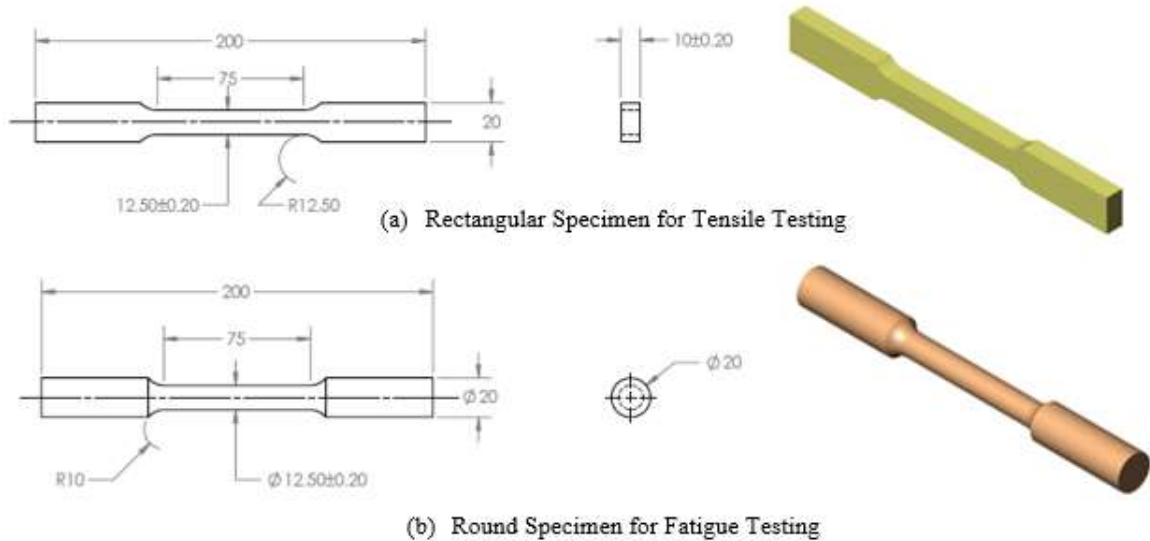 200
10±0.20
75
20
12.50±0.20
R12.50
(a) Rectangular Specimen for Tensile Testing
200
75
Ø 20
Ø 20
R10
Ø 12.50±0.20
(b) Round Specimen for Fatigue Testing